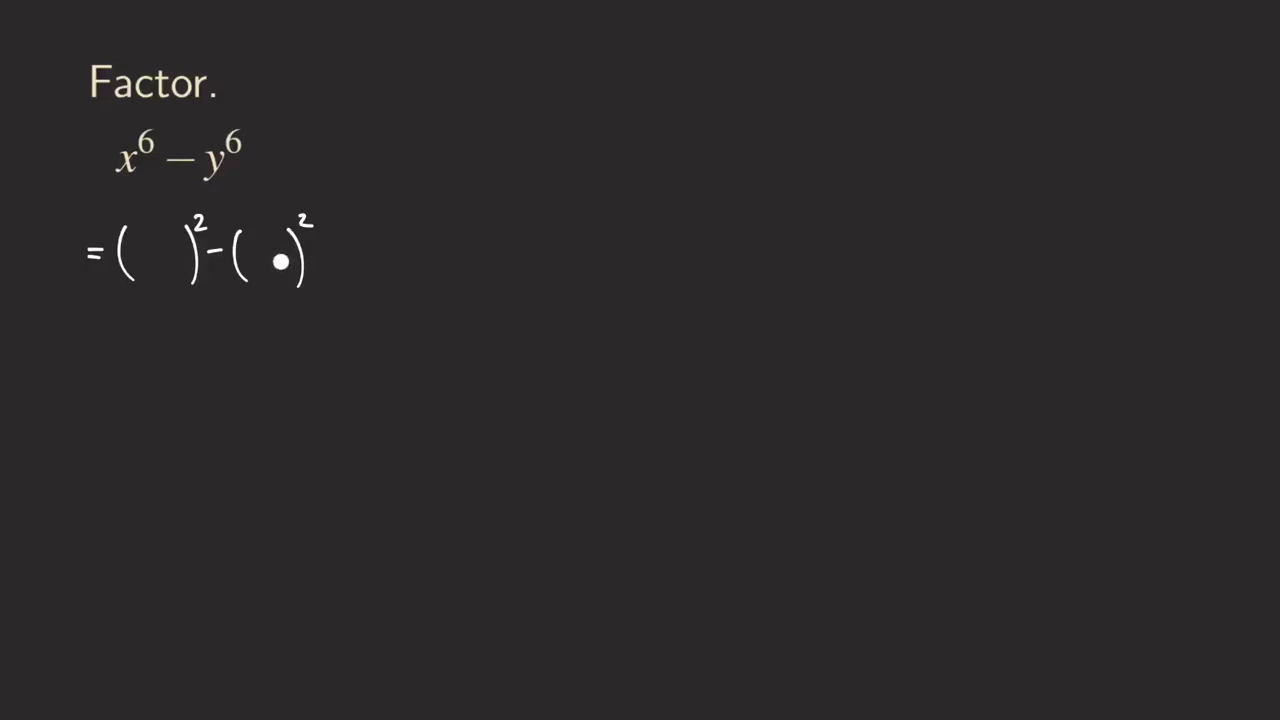 Factor.
x⁶ − y⁶
= (   )² − (   )²